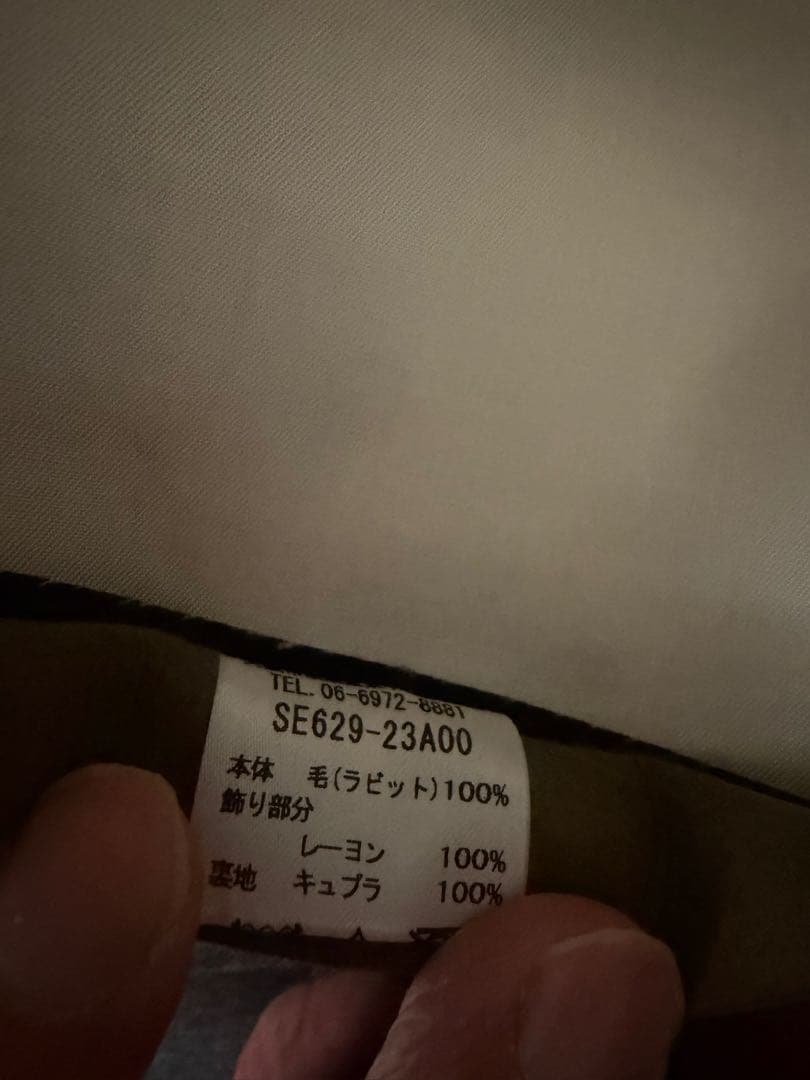 TEL. 06-6972-8881
SE629-23A00
本体 毛(ラビット)100%
飾り部分
レーヨン 100%
裏地 キュプラ 100%